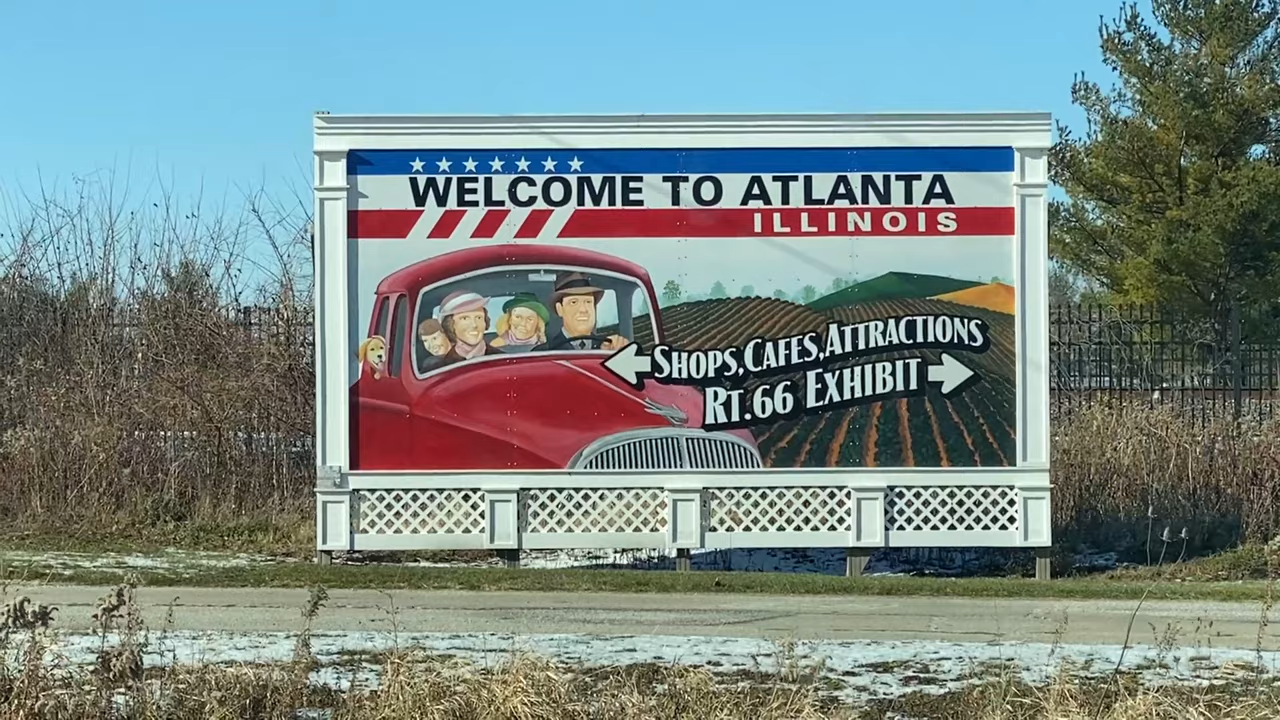 WELCOME TO ATLANTA
ILLINOIS
SHOPS, CAFES, ATTRACTIONS
RT. 66 EXHIBIT